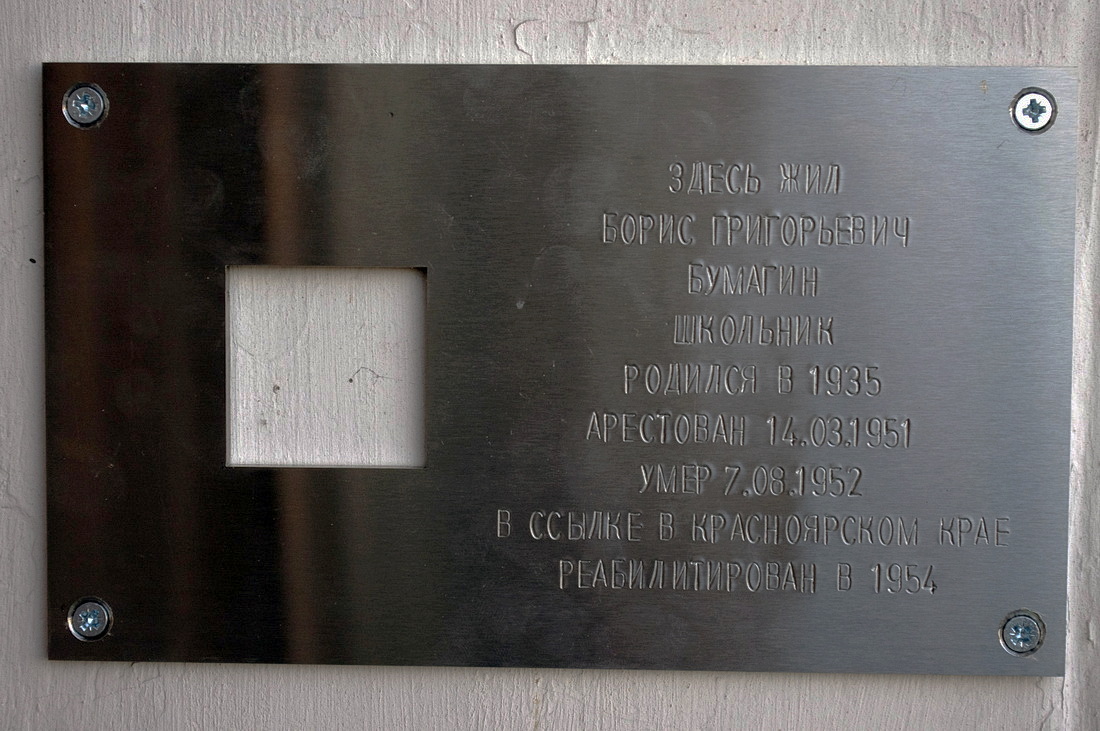 ЗДЕСЬ ЖИЛ
БОРИС ГРИГОРЬЕВИЧ
БУМАГИН
ШКОЛЬНИК
РОДИЛСЯ В 1935
АРЕСТОВАН 14.03.1951
УМЕР 7.08.1952
В ССЫЛКЕ В КРАСНОЯРСКОМ КРАЕ
РЕАБИЛИТИРОВАН В 1954